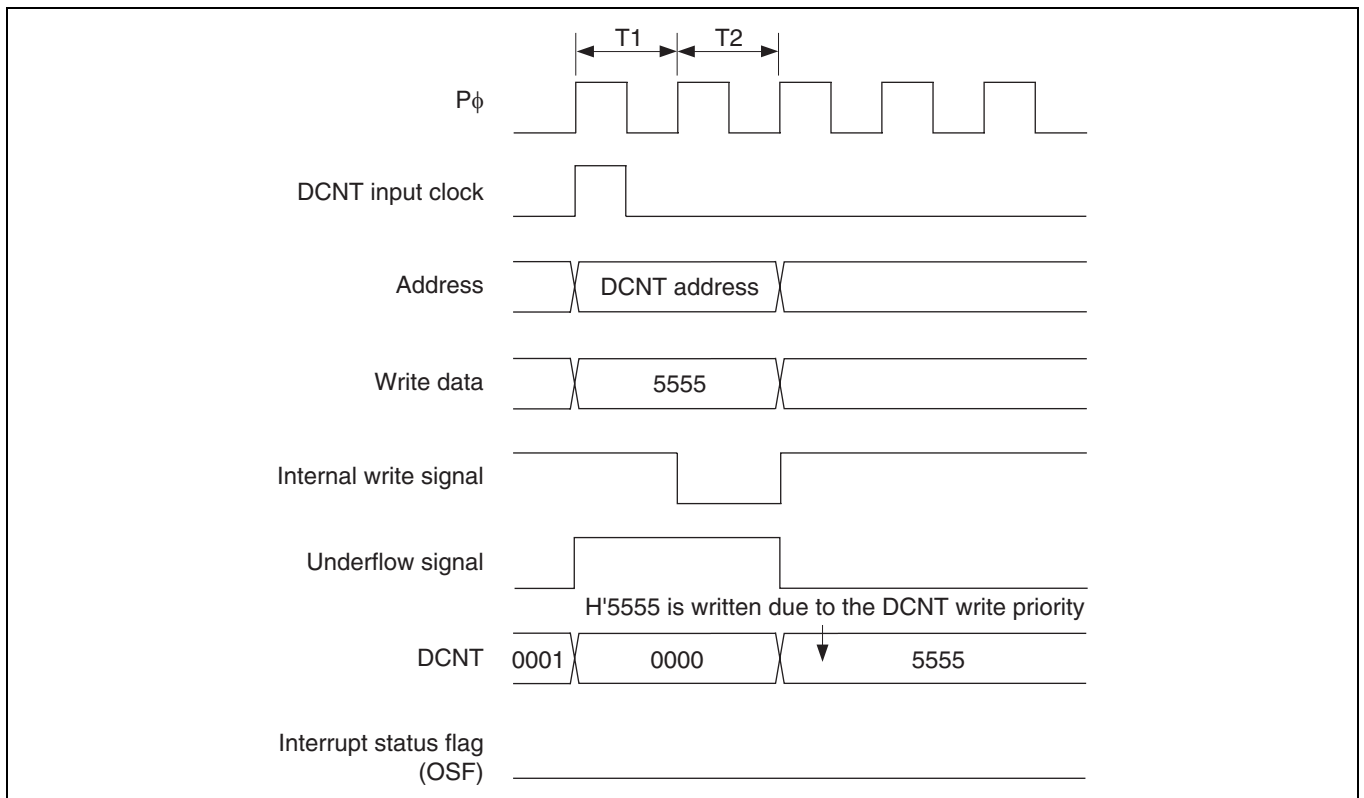 T1 T2
Pϕ
DCNT input clock
Address DCNT address
Write data 5555
Internal write signal
Underflow signal
H'5555 is written due to the DCNT write priority
DCNT 0001 0000 5555
Interrupt status flag
(OSF)